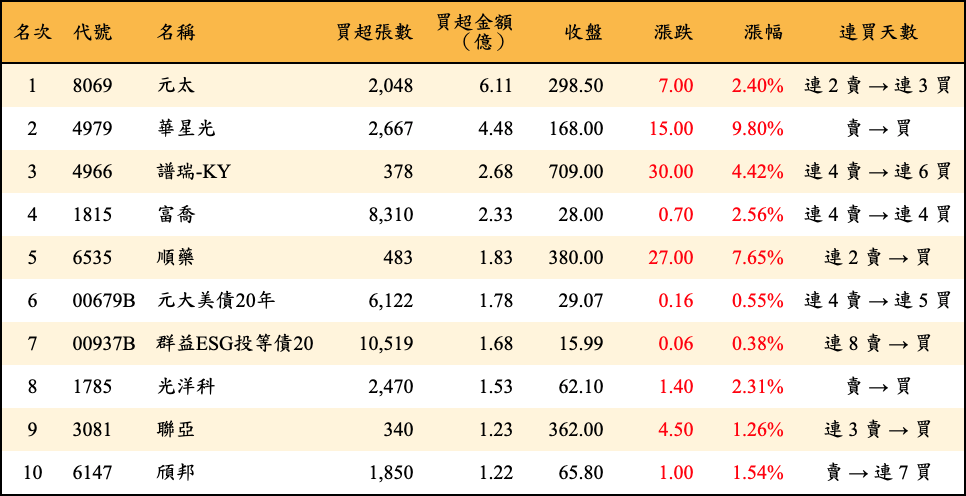 名次 代號 名稱 買超張數 買超金額（億） 收盤 漲跌 漲幅 連買天數
1 8069 元太 2,048 6.11 298.50 7.00 2.40% 連 2 賣 → 連 3 買
2 4979 華星光 2,667 4.48 168.00 15.00 9.80% 賣 → 買
3 4966 譜瑞-KY 378 2.68 709.00 30.00 4.42% 連 4 賣 → 連 6 買
4 1815 富喬 8,310 2.33 28.00 0.70 2.56% 連 4 賣 → 連 4 買
5 6535 順藥 483 1.83 380.00 27.00 7.65% 連 2 賣 → 買
6 00679B 元大美債20年 6,122 1.78 29.07 0.16 0.55% 連 4 賣 → 連 5 買
7 00937B 群益ESG投等債20 10,519 1.68 15.99 0.06 0.38% 連 8 賣 → 買
8 1785 光洋科 2,470 1.53 62.10 1.40 2.31% 賣 → 買
9 3081 聯亞 340 1.23 362.00 4.50 1.26% 連 3 賣 → 買
10 6147 頎邦 1,850 1.22 65.80 1.00 1.54% 賣 → 連 7 買